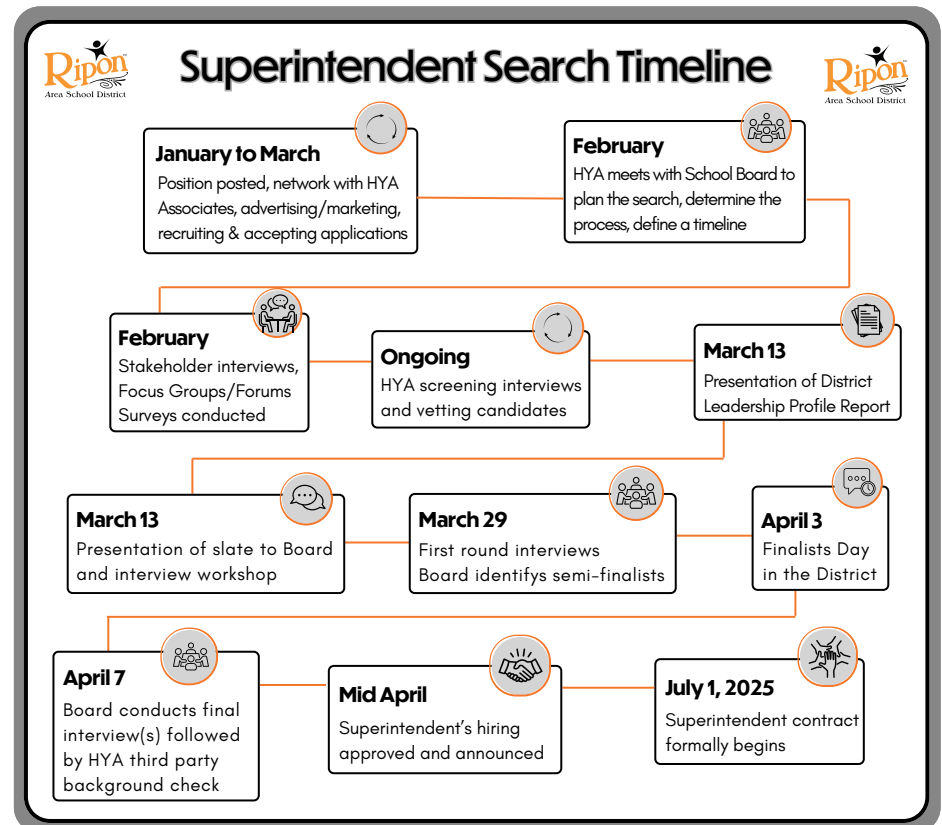 Ripon
Area School District
Superintendent Search Timeline
Ripon
Area School District
January to March
Position posted, network with HYA
Associates, advertising/marketing,
recruiting & accepting applications
February
HYA meets with School Board to
plan the search, determine the
process, define a timeline
February
Stakeholder interviews,
Focus Groups/Forums
Surveys conducted
Ongoing
HYA screening interviews
and vetting candidates
March 13
Presentation of District
Leadership Profile Report
March 13
Presentation of slate to Board
and interview workshop
March 29
First round interviews
Board identifys semi-finalists
April 3
Finalists Day
in the District
April 7
Board conducts final
interview(s) followed
by HYA third party
background check
Mid April
Superintendent's hiring
approved and announced
July 1, 2025
Superintendent contract
formally begins